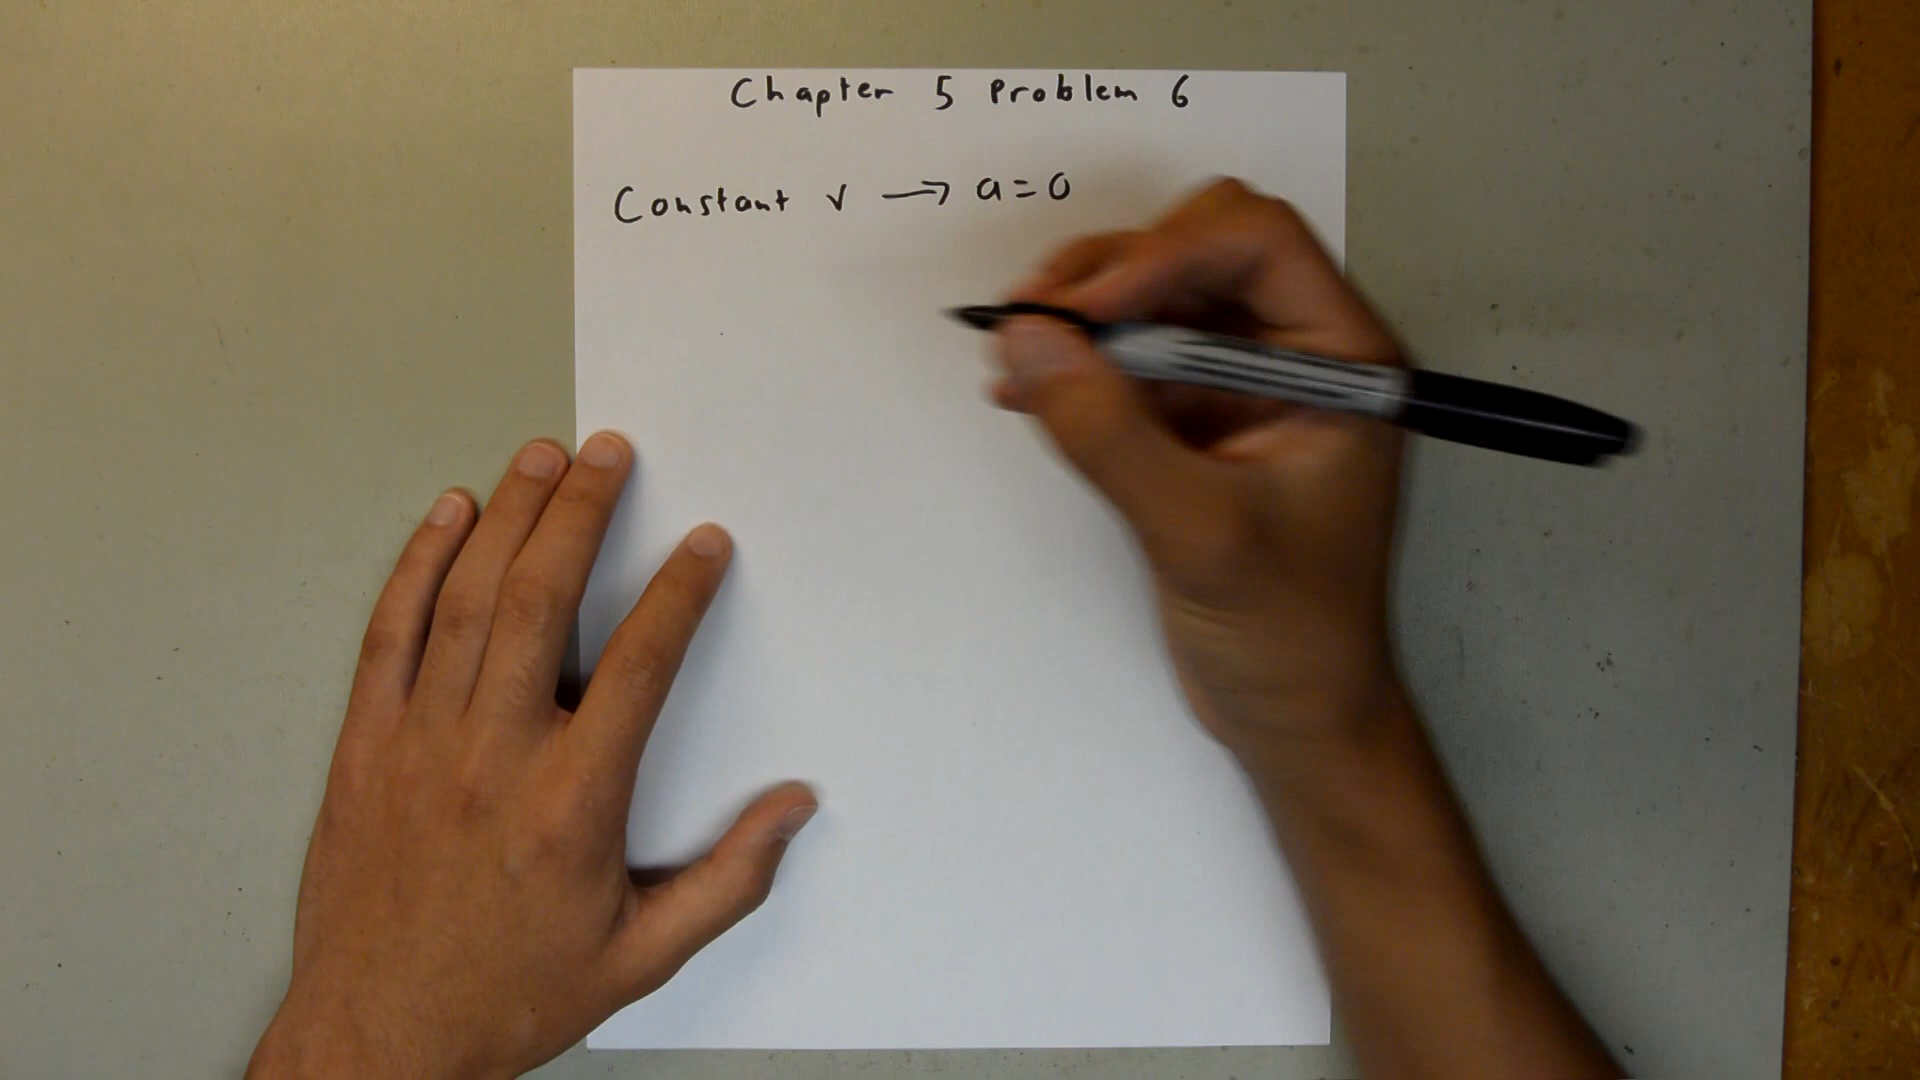 Chapter 5 Problem 6
Constant v → a = 0